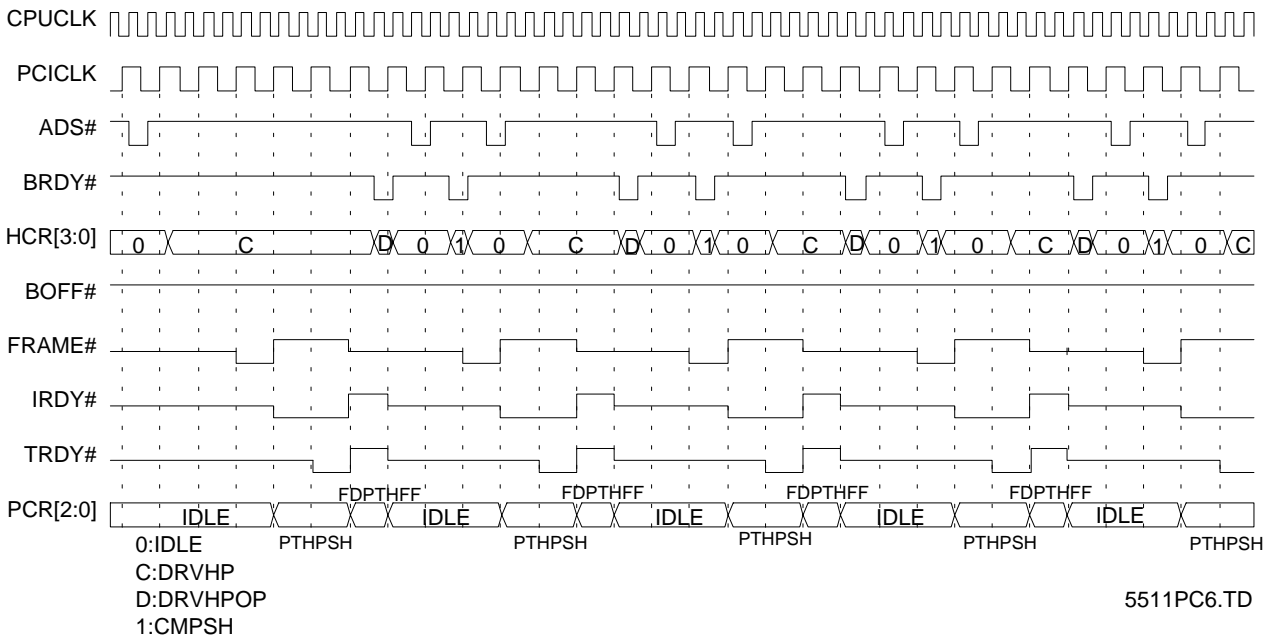 CPUCLK
PCICLK
ADS#
BRDY#
HCR[3:0] 0 C D 0 1 0 C D 0 1 0 C D 0 1 0 C D 0 1 0 C
BOFF#
FRAME#
IRDY#
TRDY#
FDPTHFF FDPTHFF FDPTHFF FDPTHFF
PCR[2:0] IDLE IDLE IDLE IDLE IDLE
PTHPSH PTHPSH PTHPSH PTHPSH PTHPSH
0:IDLE
C:DRVHP
D:DRVHPOP
1:CMPSH
5511PC6.TD